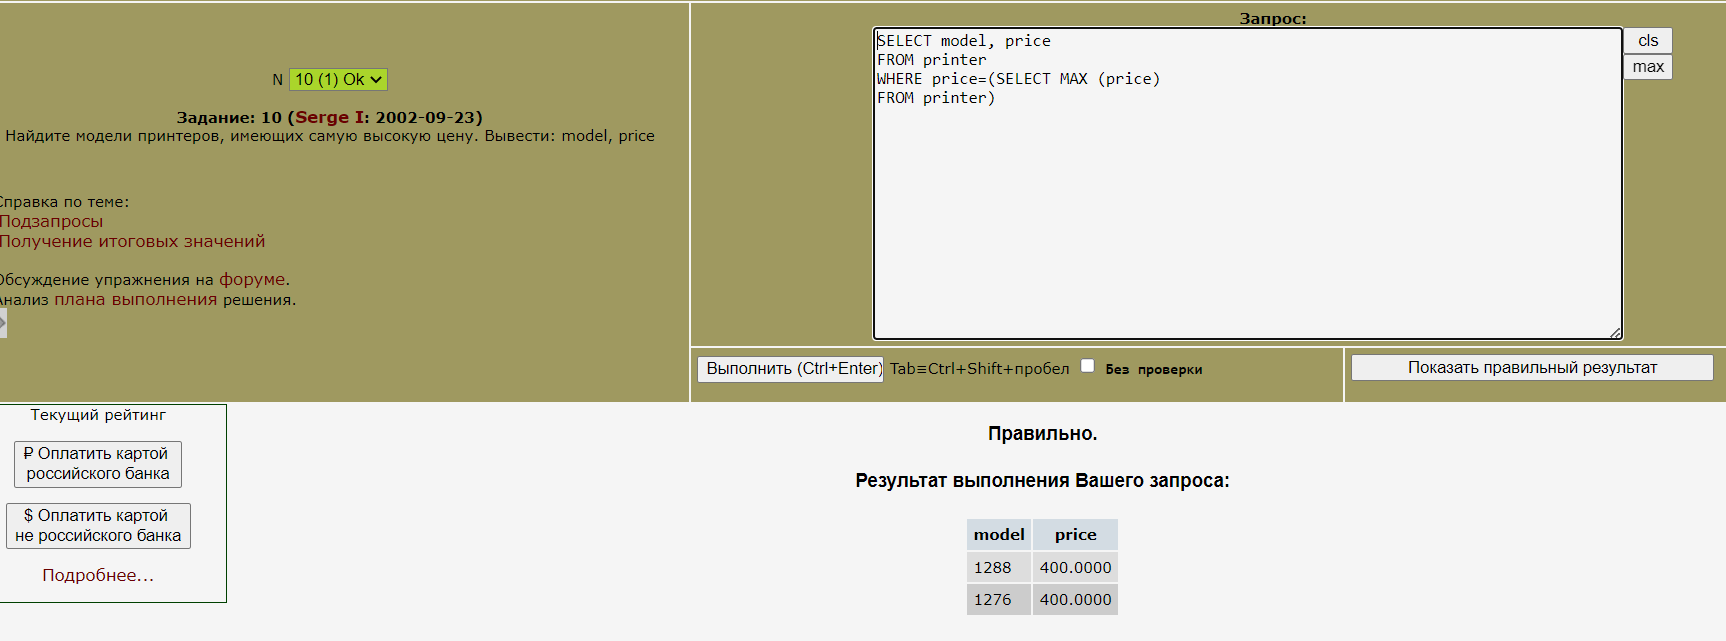 N 10 (1) Ok
Задание: 10 (Serge I: 2002-09-23)
Найдите модели принтеров, имеющих самую высокую цену. Вывести: model, price
Справка по теме:
Подзапросы
Получение итоговых значений
Обсуждение упражнения на форуме.
Анализ плана выполнения решения.
Запрос:
SELECT model, price
FROM printer
WHERE price=(SELECT MAX (price)
FROM printer)
cls
max
Выполнить (Ctrl+Enter) Tab≡Ctrl+Shift+пробел Без проверки
Показать правильный результат
Текущий рейтинг
₽ Оплатить картой
российского банка
$ Оплатить картой
не российского банка
Подробнее...
Правильно.
Результат выполнения Вашего запроса:
model price
1288 400.0000
1276 400.0000